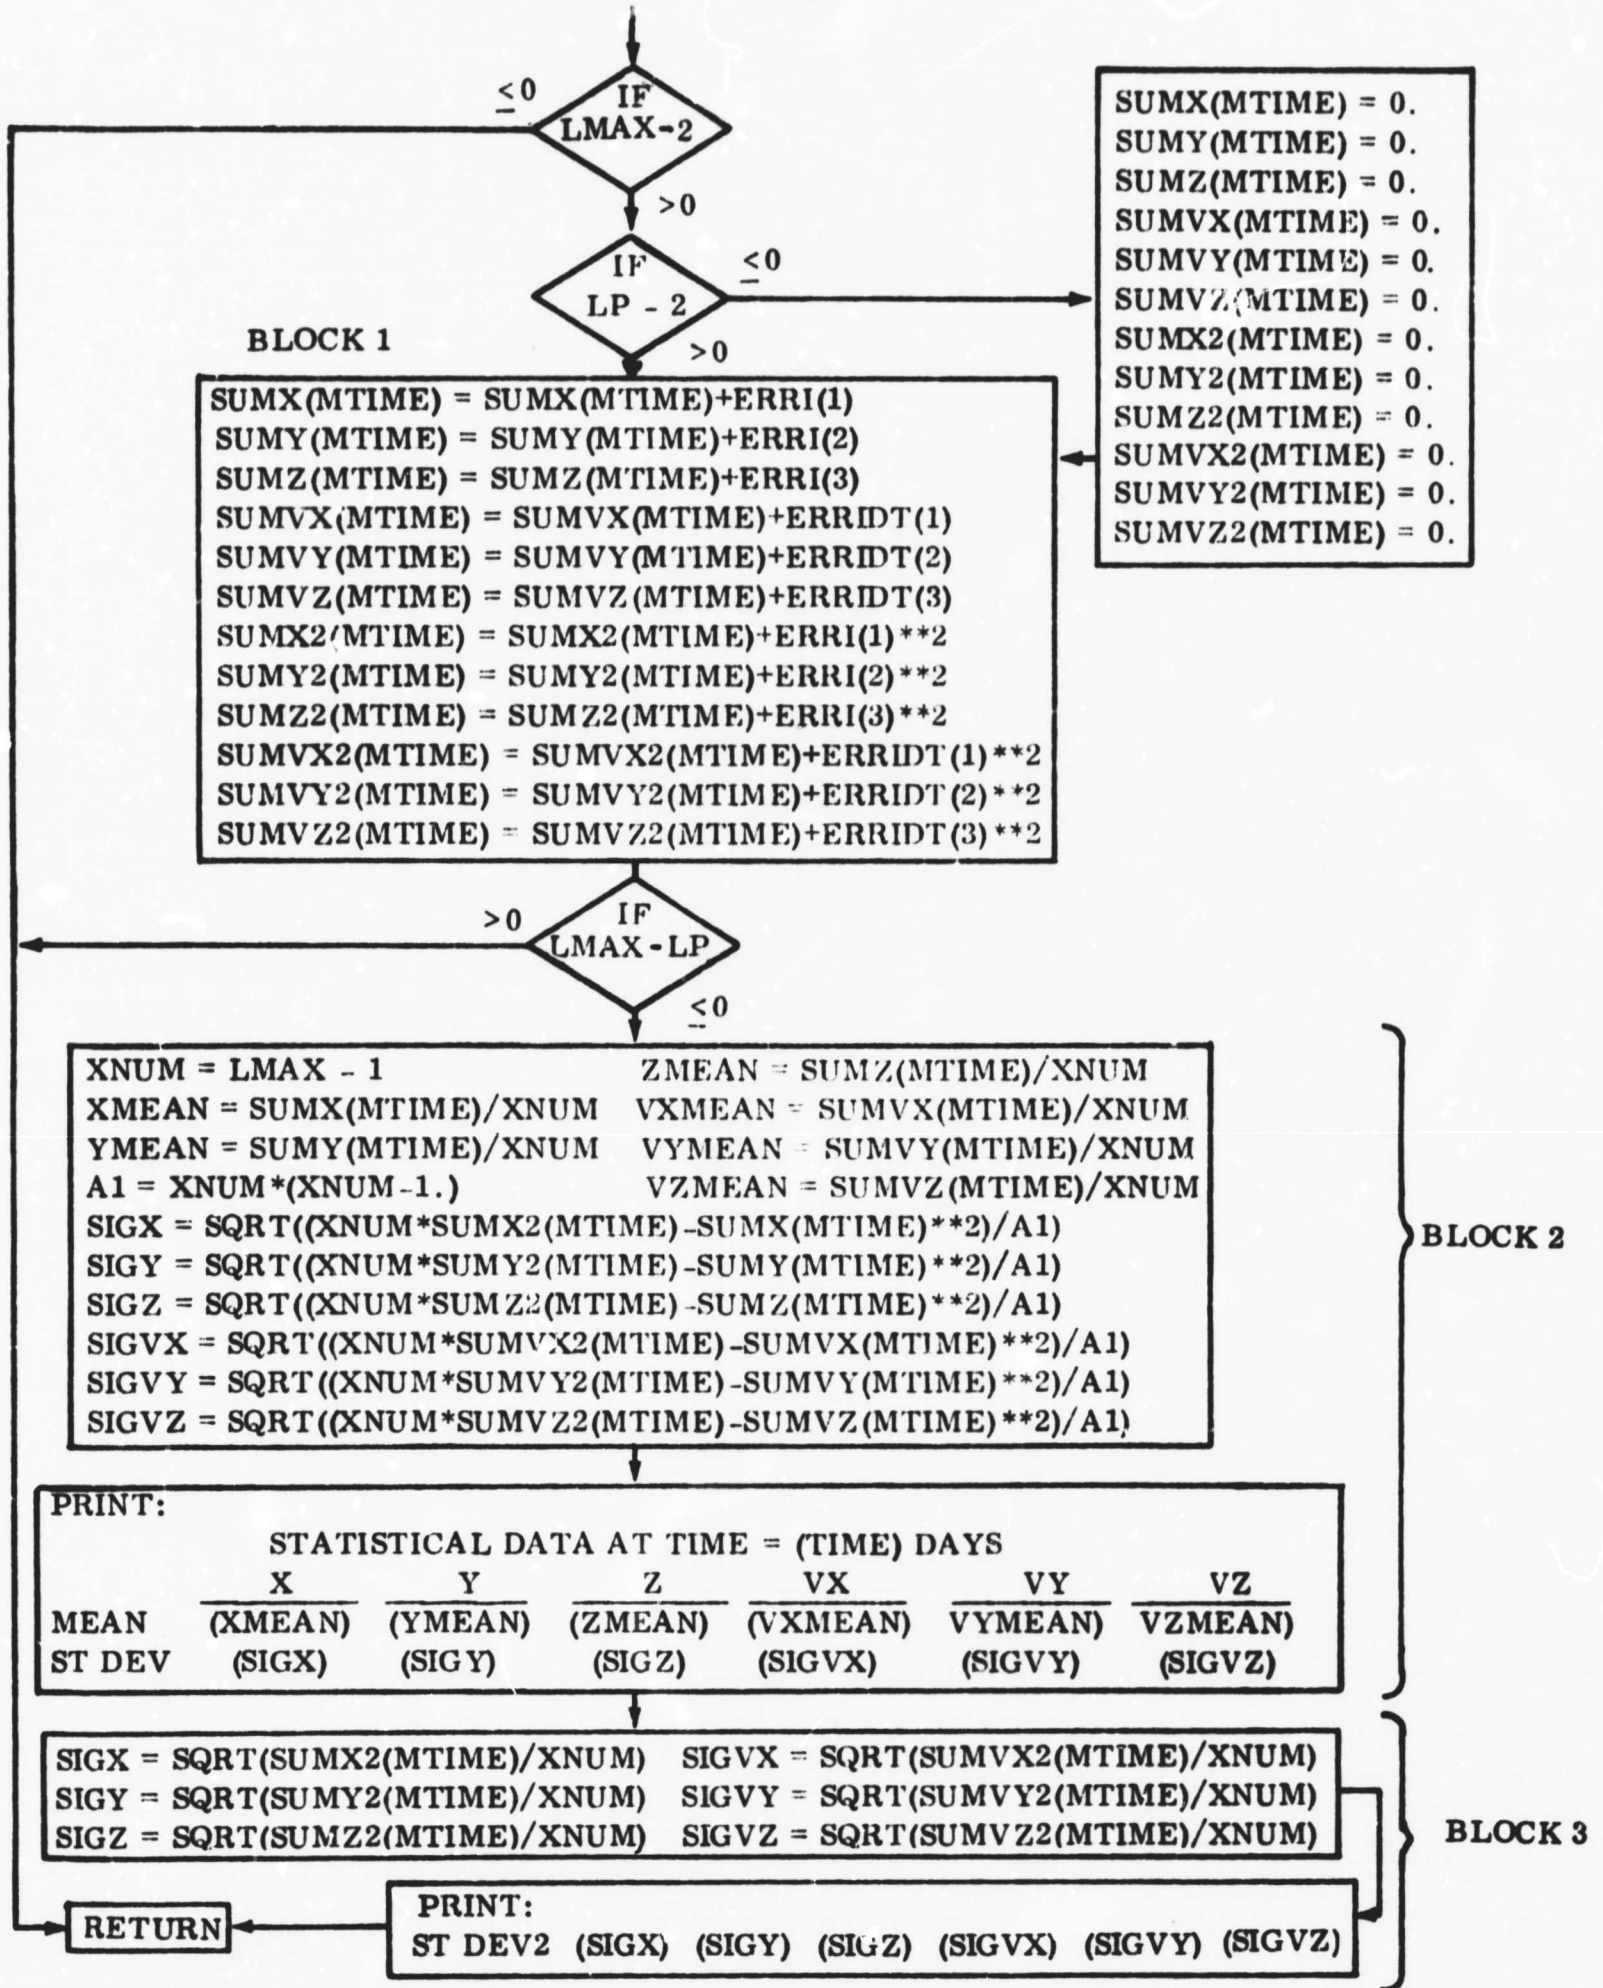 ≤0
IF
LMAX-2
>0
IF
LP - 2
≤0
>0
SUMX(MTIME) = 0.
SUMY(MTIME) = 0.
SUMZ(MTIME) = 0.
SUMVX(MTIME) = 0.
SUMVY(MTIME) = 0.
SUMVZ(MTIME) = 0.
SUMX2(MTIME) = 0.
SUMY2(MTIME) = 0.
SUMZ2(MTIME) = 0.
SUMVX2(MTIME) = 0.
SUMVY2(MTIME) = 0.
SUMVZ2(MTIME) = 0.
BLOCK 1
SUMX(MTIME) = SUMX(MTIME)+ERRI(1)
SUMY(MTIME) = SUMY(MTIME)+ERRI(2)
SUMZ(MTIME) = SUMZ(MTIME)+ERRI(3)
SUMVX(MTIME) = SUMVX(MTIME)+ERRIDT(1)
SUMVY(MTIME) = SUMVY(MTIME)+ERRIDT(2)
SUMVZ(MTIME) = SUMVZ(MTIME)+ERRIDT(3)
SUMX2(MTIME) = SUMX2(MTIME)+ERRI(1)**2
SUMY2(MTIME) = SUMY2(MTIME)+ERRI(2)**2
SUMZ2(MTIME) = SUMZ2(MTIME)+ERRI(3)**2
SUMVX2(MTIME) = SUMVX2(MTIME)+ERRIDT(1)**2
SUMVY2(MTIME) = SUMVY2(MTIME)+ERRIDT(2)**2
SUMVZ2(MTIME) = SUMVZ2(MTIME)+ERRIDT(3)**2
>0
IF
LMAX-LP
≤0
XNUM = LMAX - 1 ZMEAN = SUMZ(MTIME)/XNUM
XMEAN = SUMX(MTIME)/XNUM VXMEAN = SUMVX(MTIME)/XNUM
YMEAN = SUMY(MTIME)/XNUM VYMEAN = SUMVY(MTIME)/XNUM
A1 = XNUM*(XNUM-1.) VZMEAN = SUMVZ(MTIME)/XNUM
SIGX = SQRT((XNUM*SUMX2(MTIME)-SUMX(MTIME)**2)/A1)
SIGY = SQRT((XNUM*SUMY2(MTIME)-SUMY(MTIME)**2)/A1)
SIGZ = SQRT((XNUM*SUMZ2(MTIME)-SUMZ(MTIME)**2)/A1)
SIGVX = SQRT((XNUM*SUMVX2(MTIME)-SUMVX(MTIME)**2)/A1)
SIGVY = SQRT((XNUM*SUMVY2(MTIME)-SUMVY(MTIME)**2)/A1)
SIGVZ = SQRT((XNUM*SUMVZ2(MTIME)-SUMVZ(MTIME)**2)/A1)
BLOCK 2
PRINT:
STATISTICAL DATA AT TIME = (TIME) DAYS
X Y Z VX VY VZ
MEAN (XMEAN) (YMEAN) (ZMEAN) (VXMEAN) VYMEAN) VZMEAN)
ST DEV (SIGX) (SIGY) (SIGZ) (SIGVX) (SIGVY) (SIGVZ)
SIGX = SQRT(SUMX2(MTIME)/XNUM) SIGVX = SQRT(SUMVX2(MTIME)/XNUM)
SIGY = SQRT(SUMY2(MTIME)/XNUM) SIGVY = SQRT(SUMVY2(MTIME)/XNUM)
SIGZ = SQRT(SUMZ2(MTIME)/XNUM) SIGVZ = SQRT(SUMVZ2(MTIME)/XNUM)
BLOCK 3
PRINT:
ST DEV2 (SIGX) (SIGY) (SIGZ) (SIGVX) (SIGVY) (SIGVZ)
RETURN